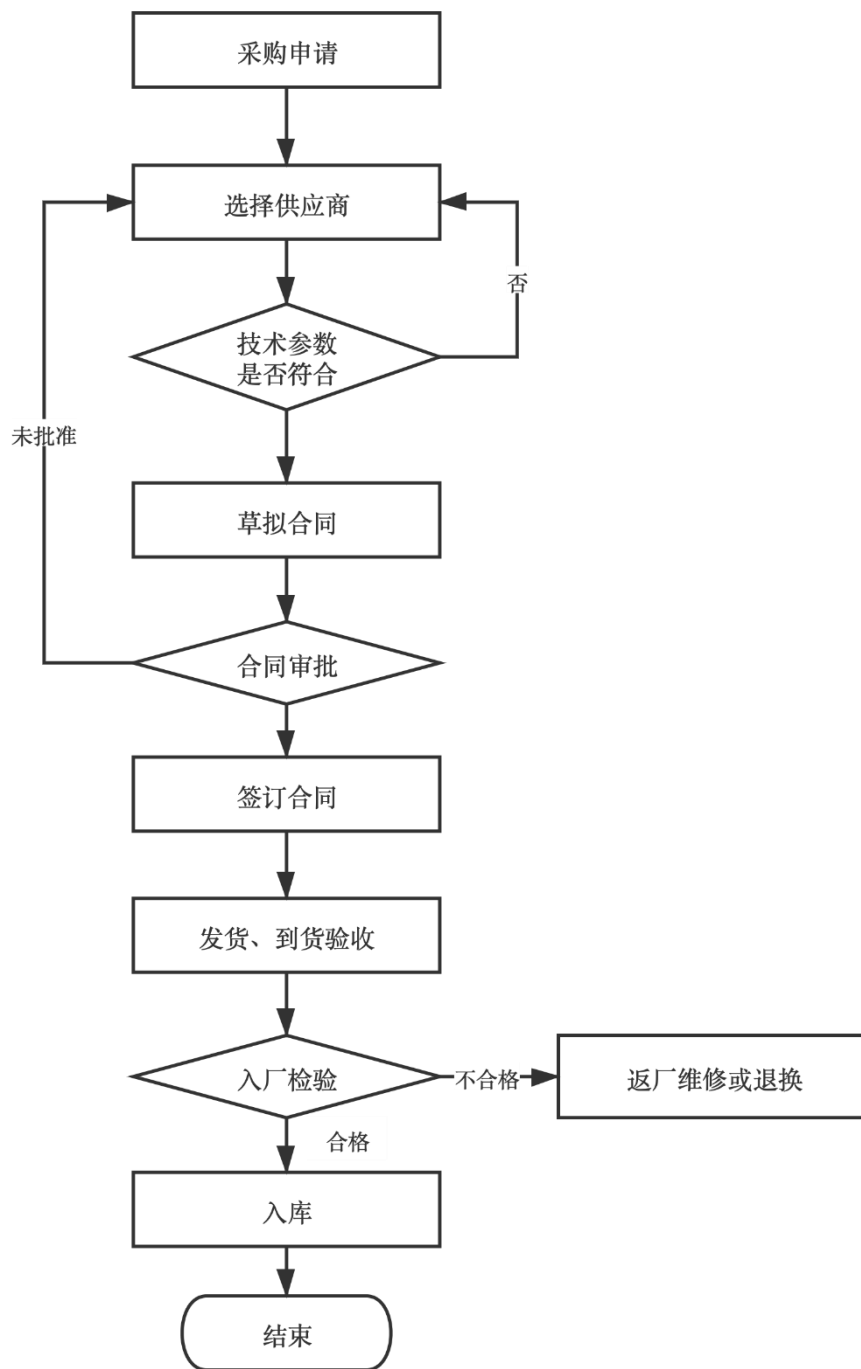 采购申请
选择供应商
否
技术参数
是否符合
未批准
草拟合同
合同审批
签订合同
发货、到货验收
入厂检验
不合格
返厂维修或退换
合格
入库
结束